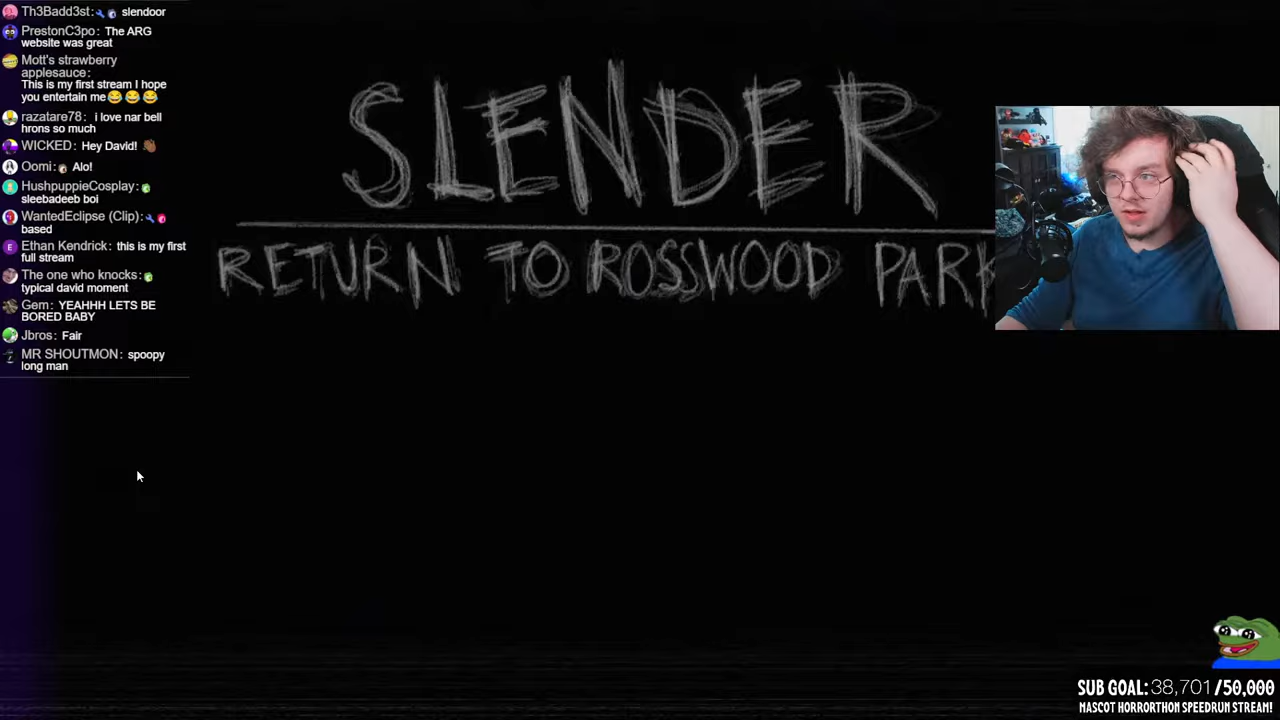 Th3Badd3st: slendoor
PrestonC3po: The ARG
website was great
Mott's strawberry
applesauce:
This is my first stream I hope
you entertain me😂😂😂
razatare78: i love nar bell
hrons so much
WICKED: Hey David! 👋🏾
Oomi: Alo!
HushpuppieCosplay:
sleebadeeb boi
WantedEclipse (Clip):
based
Ethan Kendrick: this is my first
full stream
The one who knocks:
typical david moment
Gem: YEAHHH LETS BE
BORED BABY
Jbros: Fair
MR SHOUTMON: spoopy
long man
SLENDER
RETURN TO ROSSWOOD PARK
SUB GOAL: 38,701/50,000
MASCOT HORRORTHON SPEEDRUN STREAM!